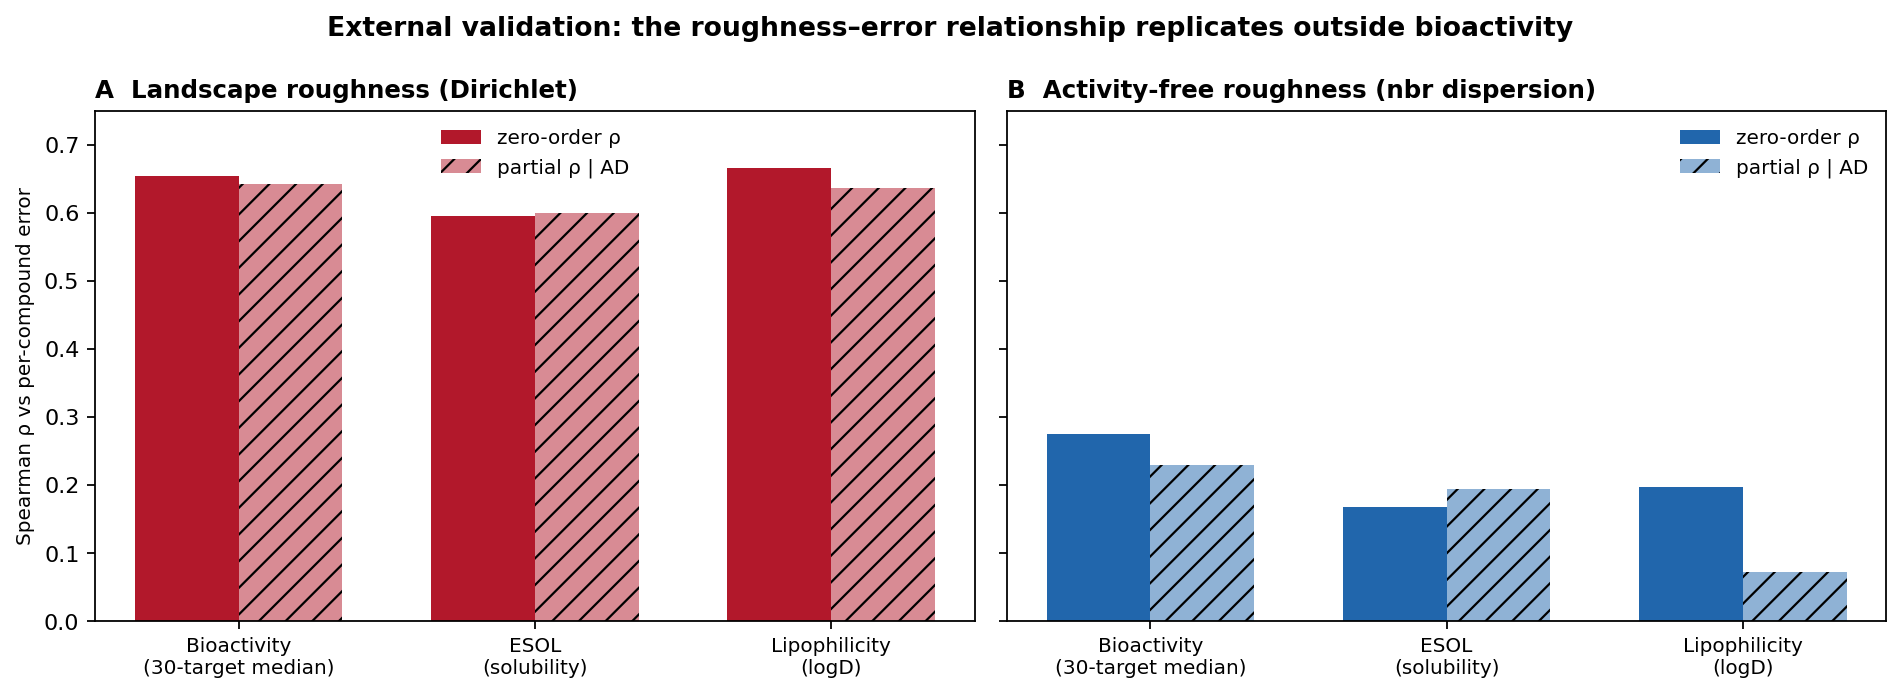 External validation: the roughness–error relationship replicates outside bioactivity
A Landscape roughness (Dirichlet)
zero-order ρ
partial ρ | AD
Spearman ρ vs per-compound error
0.7
0.6
0.5
0.4
0.3
0.2
0.1
0.0
Bioactivity
(30-target median)
ESOL
(solubility)
Lipophilicity
(logD)
B Activity-free roughness (nbr dispersion)
zero-order ρ
partial ρ | AD
Bioactivity
(30-target median)
ESOL
(solubility)
Lipophilicity
(logD)